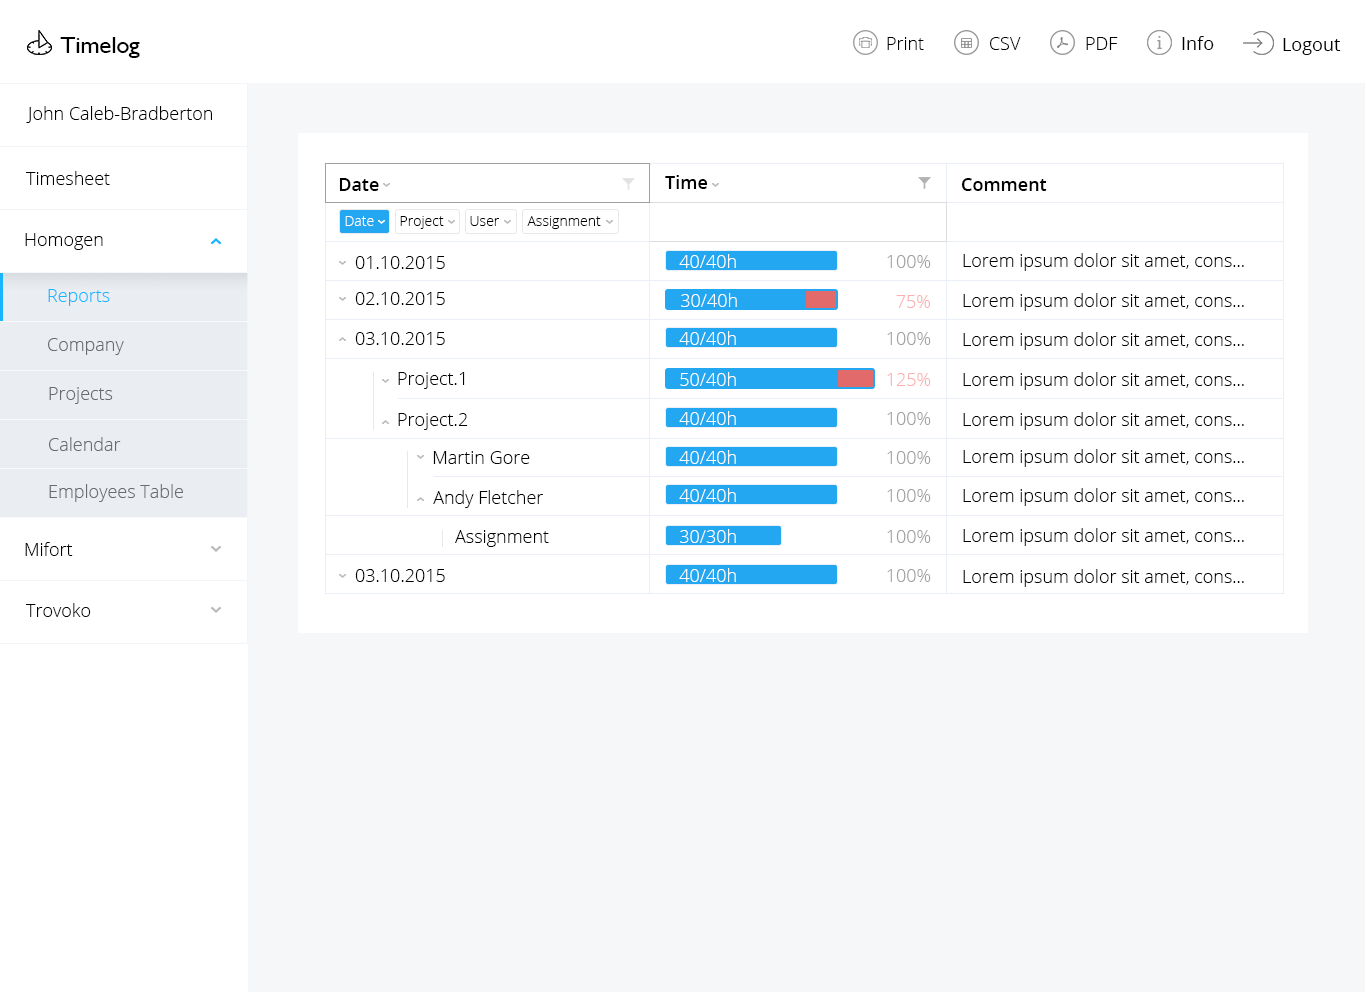 Timelog
Print CSV PDF Info Logout
John Caleb-Bradberton
Timesheet
Homogen
Reports
Company
Projects
Calendar
Employees Table
Mifort
Trovoko
Date Time Comment
Date Project User Assignment
01.10.2015 40/40h 100% Lorem ipsum dolor sit amet, cons...
02.10.2015 30/40h 75% Lorem ipsum dolor sit amet, cons...
03.10.2015 40/40h 100% Lorem ipsum dolor sit amet, cons...
Project.1 50/40h 125% Lorem ipsum dolor sit amet, cons...
Project.2 40/40h 100% Lorem ipsum dolor sit amet, cons...
Martin Gore 40/40h 100% Lorem ipsum dolor sit amet, cons...
Andy Fletcher 40/40h 100% Lorem ipsum dolor sit amet, cons...
Assignment 30/30h 100% Lorem ipsum dolor sit amet, cons...
03.10.2015 40/40h 100% Lorem ipsum dolor sit amet, cons...